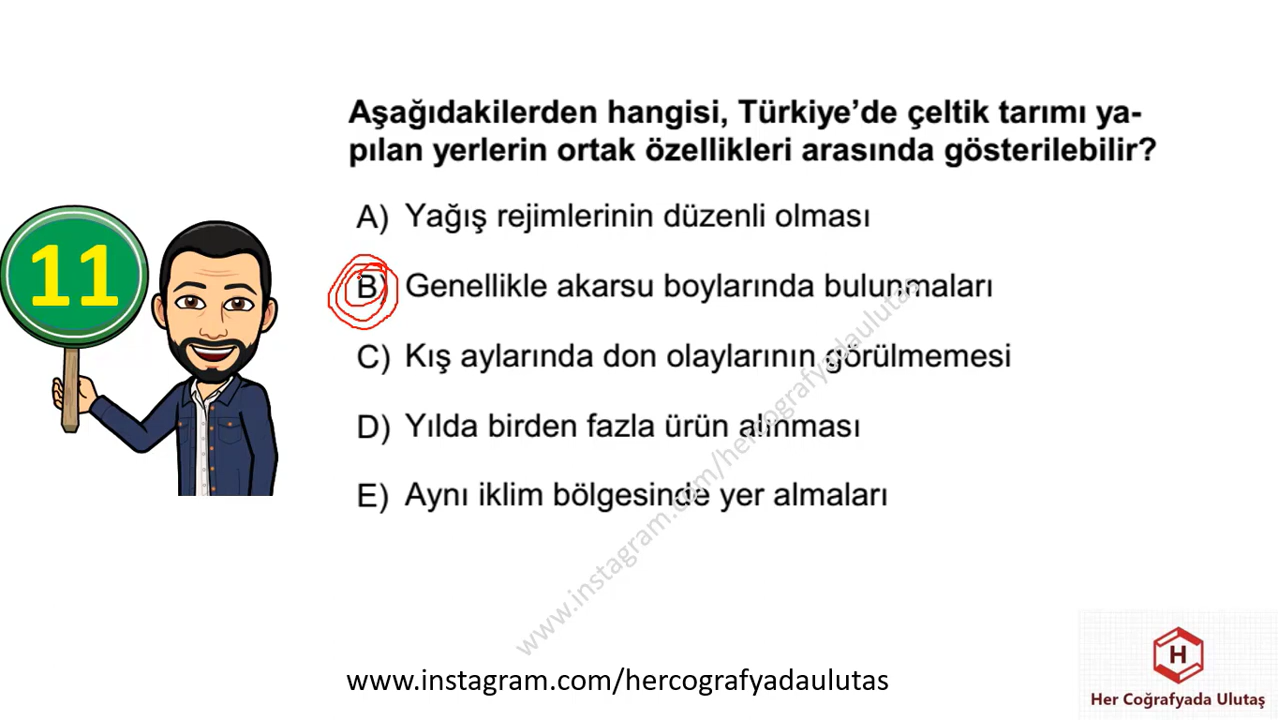 Aşağıdakilerden hangisi, Türkiye'de çeltik tarımı ya-
pılan yerlerin ortak özellikleri arasında gösterilebilir?
A) Yağış rejimlerinin düzenli olması
11
B) Genellikle akarsu boylarında bulunmaları
C) Kış aylarında don olaylarının görülmemesi
D) Yılda birden fazla ürün alınması
E) Aynı iklim bölgesinde yer almaları
www.instagram.com/hercografyadaulutas
www.instagram.com/hercografyadaulutas
H
Her Coğrafyada Ulutaş